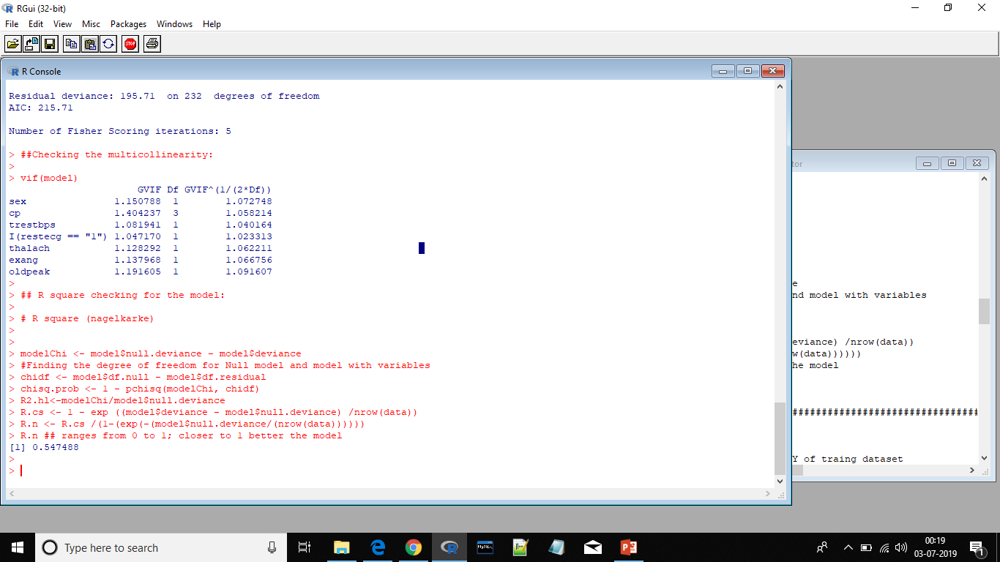 RGui (32-bit)
File Edit View Misc Packages Windows Help
STOP
R Console
Residual deviance: 195.71  on 232  degrees of freedom
AIC: 215.71
Number of Fisher Scoring iterations: 5
> ##Checking the multicollinearity:
>
> vif(model)
GVIF Df GVIF^(1/(2*Df))
sex 1.150788 1 1.072748
cp 1.404237 3 1.058214
trestbps 1.081941 1 1.040164
I(restecg == "1") 1.047170 1 1.023313
thalach 1.128292 1 1.062211
exang 1.137968 1 1.066756
oldpeak 1.191605 1 1.091607
>
> ## R square checking for the model:
>
> # R square (nagelkarke)
>
>
> modelChi <- model$null.deviance - model$deviance
> #Finding the degree of freedom for Null model and model with variables
> chidf <- model$df.null - model$df.residual
> chisq.prob <- 1 - pchisq(modelChi, chidf)
> R2.hl<-modelChi/model$null.deviance
> R.cs <- 1 - exp ((model$deviance - model$null.deviance) /nrow(data))
> R.n <- R.cs /(1-(exp(-(model$null.deviance/(nrow(data))))))
> R.n ## ranges from 0 to 1; closer to 1 better the model
[1] 0.547488
>
>
tor
e
nd model with variables
eviance) /nrow(data))
w(data))))))
he model
################################
Y of traing dataset
Type here to search
MySQL
00:19
03-07-2019
1